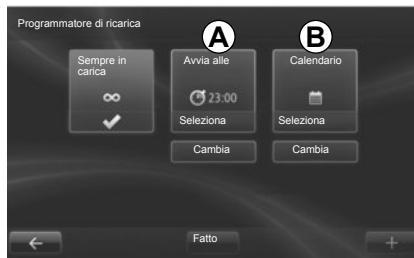 Programmatore di ricarica
A
B
Sempre in
carica
Avvia alle
Calendario
23:00
Seleziona
Seleziona
Cambia
Cambia
Fatto